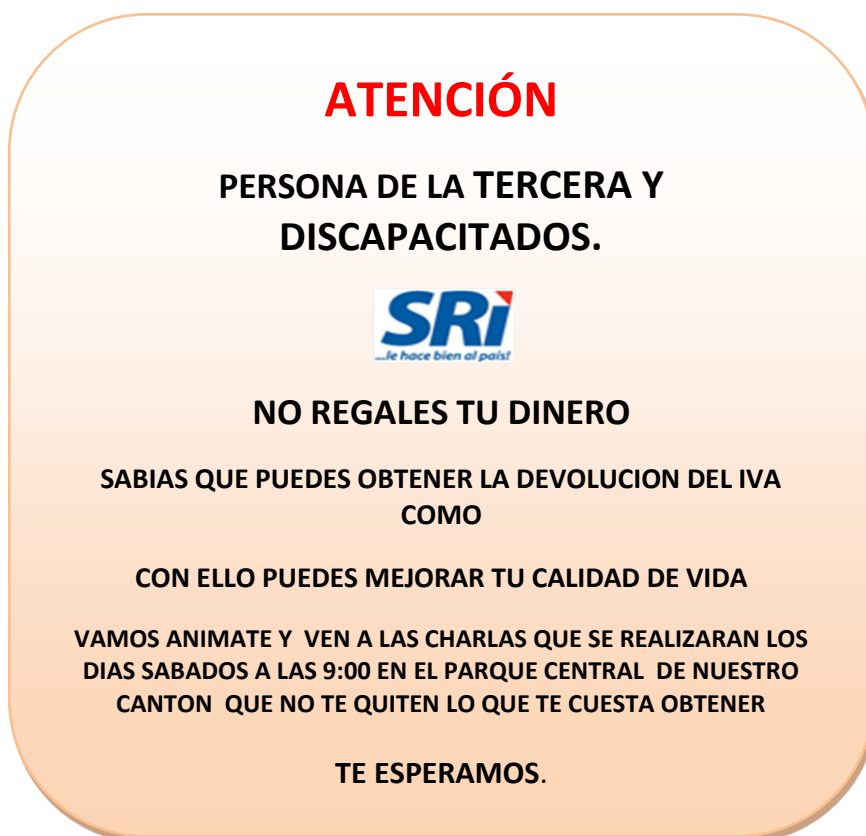 ATENCIÓN
PERSONA DE LA TERCERA Y
DISCAPACITADOS.
SRi
...le hace bien al país!
NO REGALES TU DINERO
SABIAS QUE PUEDES OBTENER LA DEVOLUCION DEL IVA
COMO
CON ELLO PUEDES MEJORAR TU CALIDAD DE VIDA
VAMOS ANIMATE Y VEN A LAS CHARLAS QUE SE REALIZARAN LOS
DIAS SABADOS A LAS 9:00 EN EL PARQUE CENTRAL DE NUESTRO
CANTON QUE NO TE QUITEN LO QUE TE CUESTA OBTENER
TE ESPERAMOS.